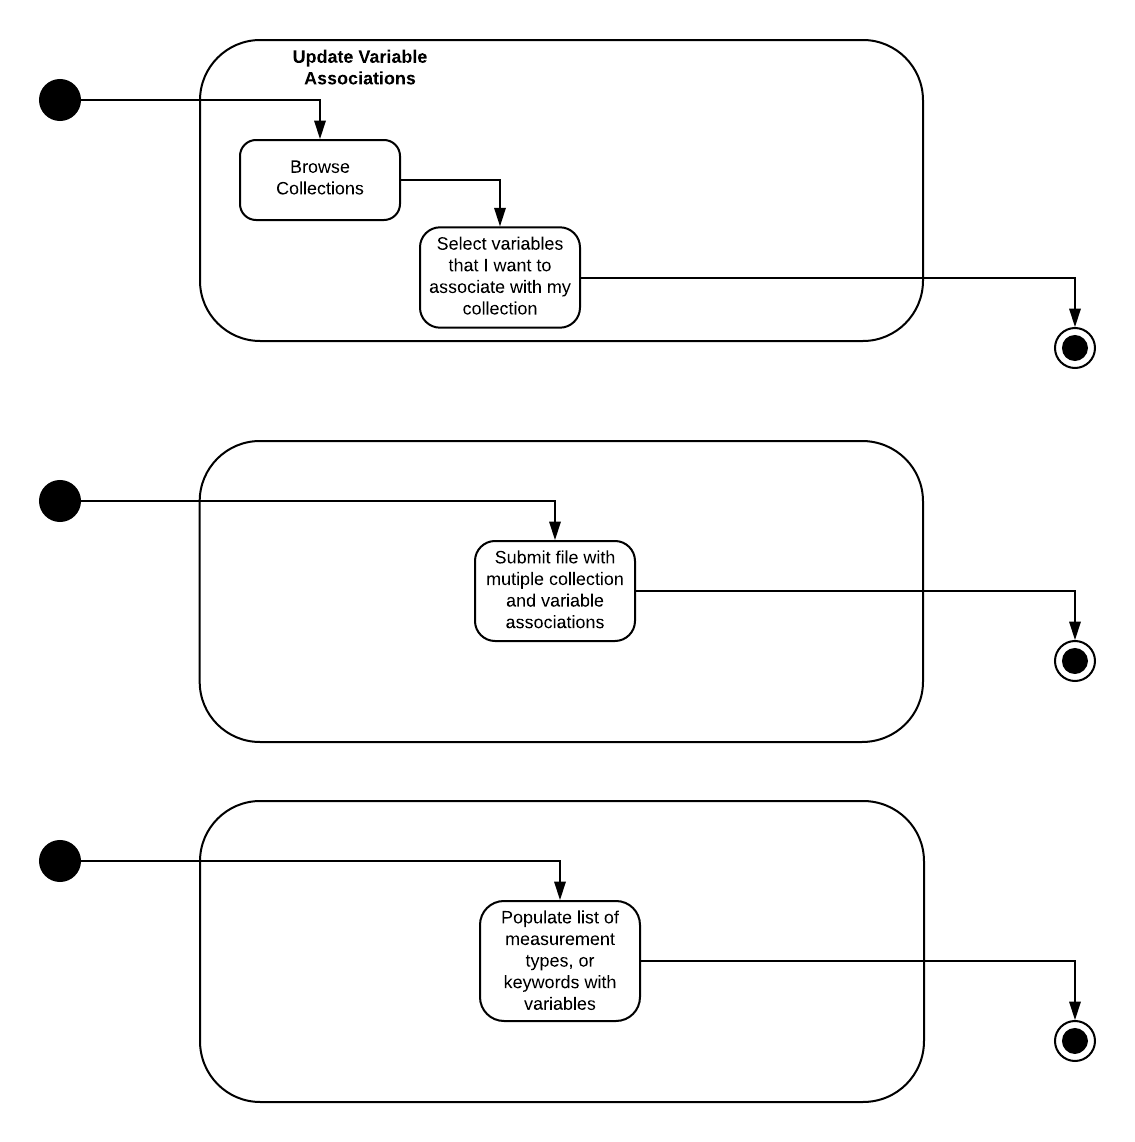 Update Variable
Associations
Browse
Collections
Select variables
that I want to
associate with my
collection
Submit file with
mutiple collection
and variable
associations
Populate list of
measurement
types, or
keywords with
variables